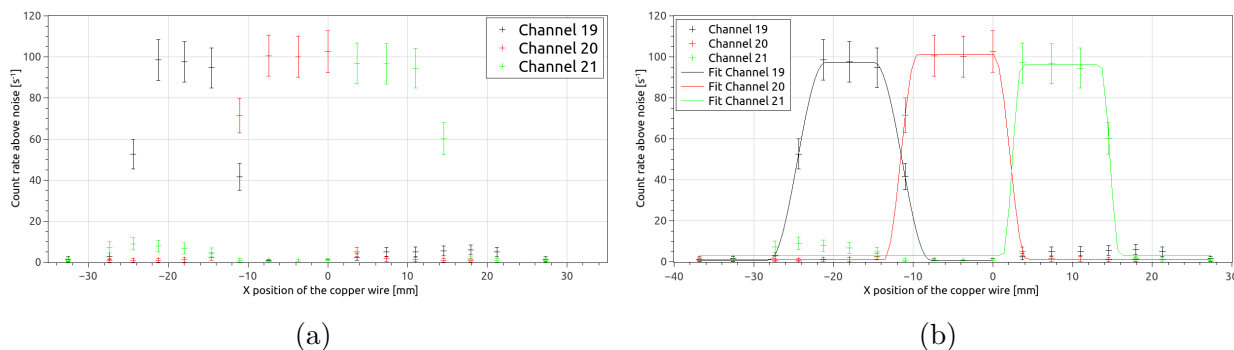 120
100
80
60
40
20
0
Count rate above noise [s⁻¹]
−30
−20
−10
0
10
20
30
X position of the copper wire [mm]
Channel 19
Channel 20
Channel 21
(a)
120
100
80
60
40
20
0
Count rate above noise [s⁻¹]
−40
−30
−20
−10
0
10
20
30
X position of the copper wire [mm]
Channel 19
Channel 20
Channel 21
Fit Channel 19
Fit Channel 20
Fit Channel 21
(b)